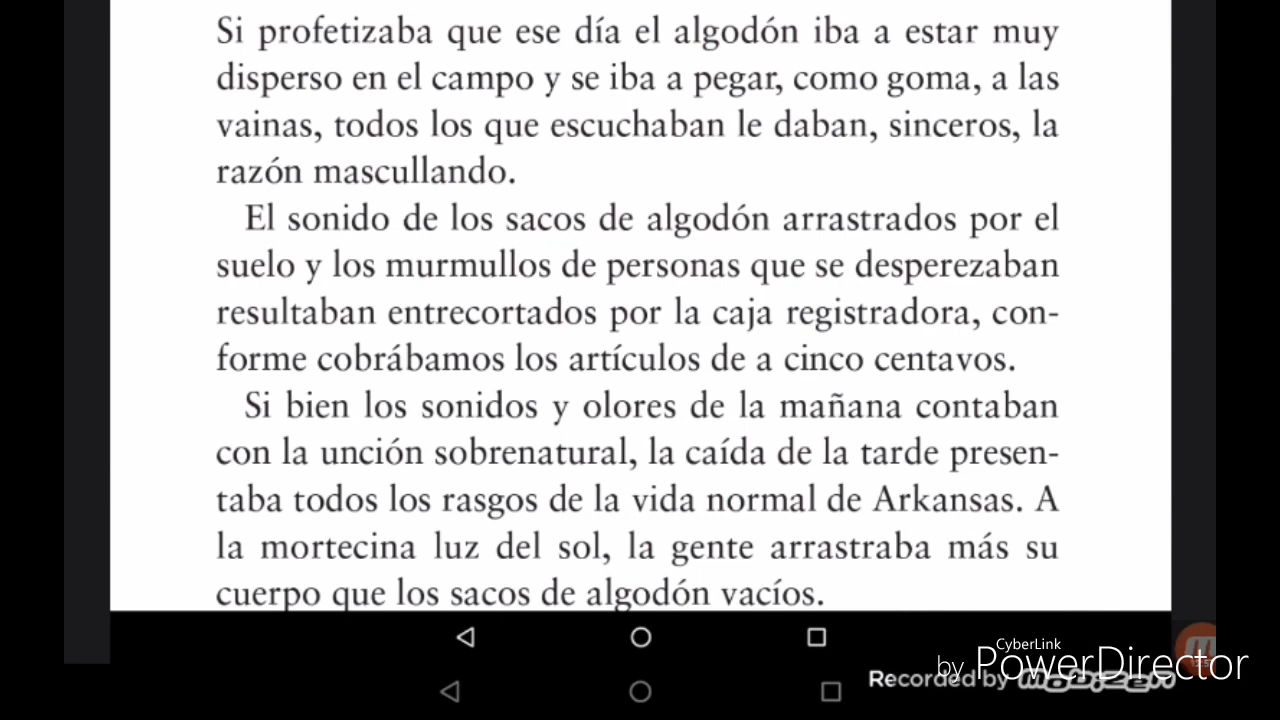 Si profetizaba que ese día el algodón iba a estar muy
disperso en el campo y se iba a pegar, como goma, a las
vainas, todos los que escuchaban le daban, sinceros, la
razón mascullando.
El sonido de los sacos de algodón arrastrados por el
suelo y los murmullos de personas que se desperezaban
resultaban entrecortados por la caja registradora, con-
forme cobrábamos los artículos de a cinco centavos.
Si bien los sonidos y olores de la mañana contaban
con la unción sobrenatural, la caída de la tarde presen-
taba todos los rasgos de la vida normal de Arkansas. A
la mortecina luz del sol, la gente arrastraba más su
cuerpo que los sacos de algodón vacíos.
CyberLink
by PowerDirector
Recorded by